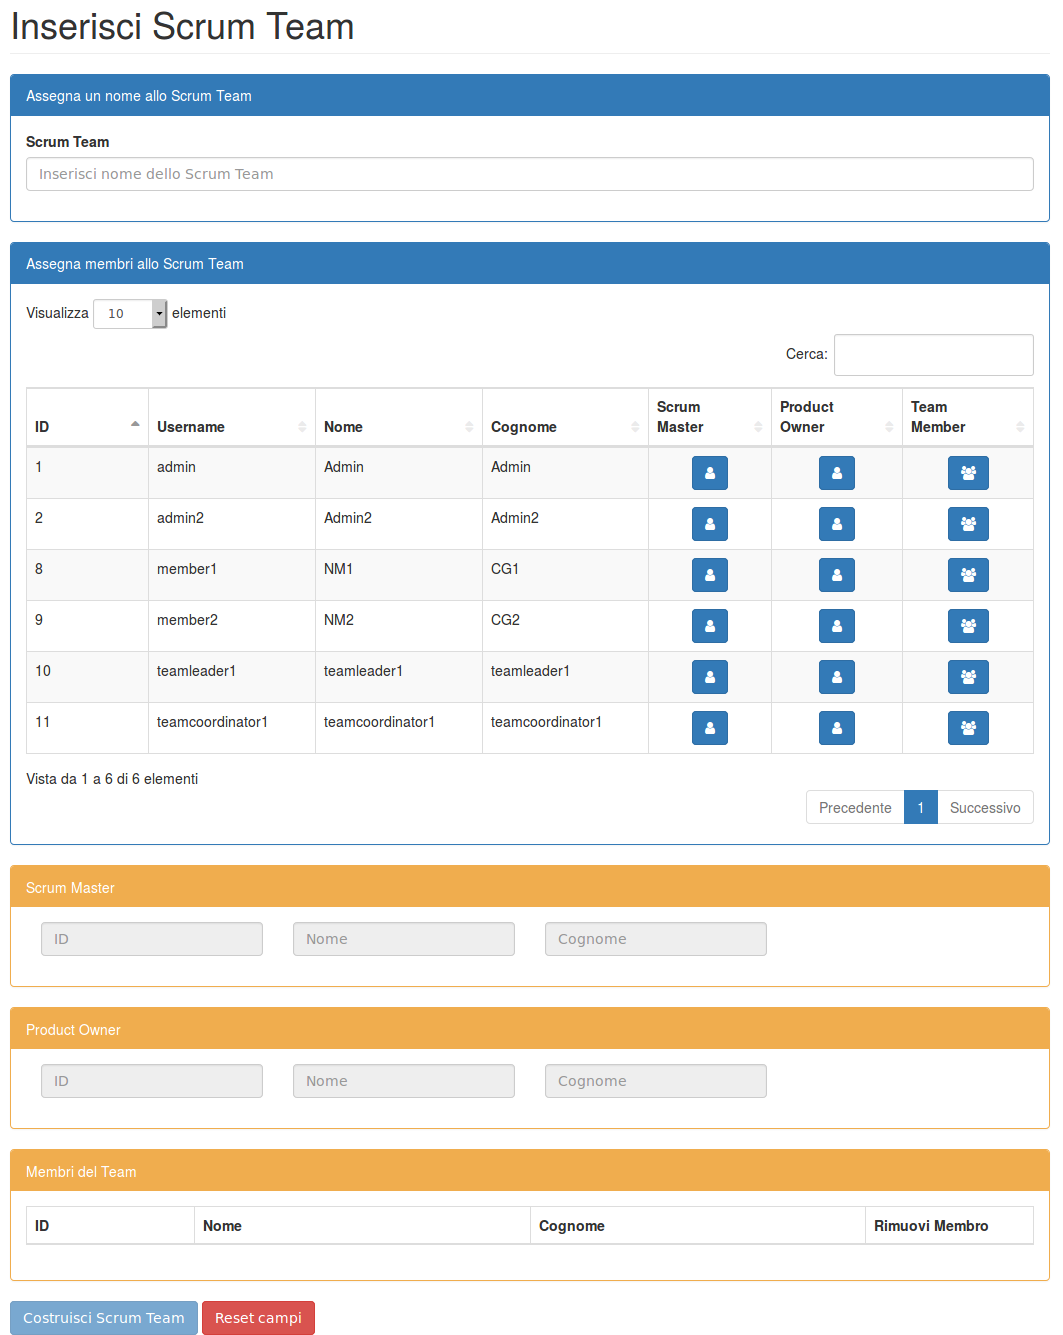 Inserisci Scrum Team
Assegna un nome allo Scrum Team
Scrum Team
Inserisci nome dello Scrum Team
Assegna membri allo Scrum Team
Visualizza 10 elementi
Cerca:
ID Username Nome Cognome Scrum Master Product Owner Team Member
1 admin Admin Admin
2 admin2 Admin2 Admin2
8 member1 NM1 CG1
9 member2 NM2 CG2
10 teamleader1 teamleader1 teamleader1
11 teamcoordinator1 teamcoordinator1 teamcoordinator1
Vista da 1 a 6 di 6 elementi
Precedente 1 Successivo
Scrum Master
ID Nome Cognome
Product Owner
ID Nome Cognome
Membri del Team
ID Nome Cognome Rimuovi Membro
Costruisci Scrum Team Reset campi